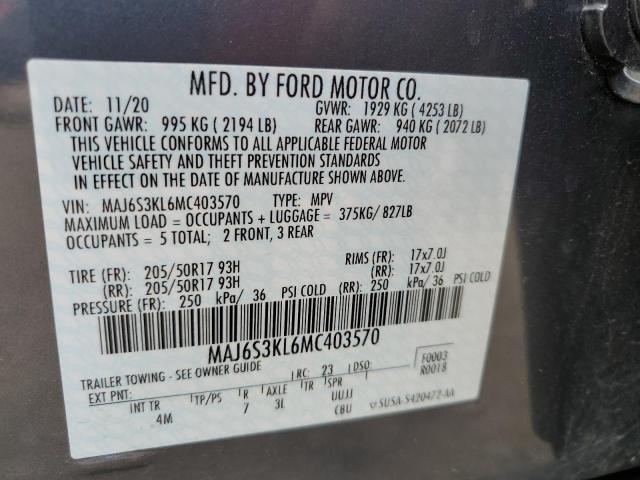 MFD. BY FORD MOTOR CO.
DATE: 11/20 GVWR: 1929 KG ( 4253 LB)
FRONT GAWR: 995 KG ( 2194 LB) REAR GAWR: 940 KG ( 2072 LB)
THIS VEHICLE CONFORMS TO ALL APPLICABLE FEDERAL MOTOR
VEHICLE SAFETY AND THEFT PREVENTION STANDARDS
IN EFFECT ON THE DATE OF MANUFACTURE SHOWN ABOVE.
VIN: MAJ6S3KL6MC403570 TYPE: MPV
MAXIMUM LOAD = OCCUPANTS + LUGGAGE = 375KG/ 827LB
OCCUPANTS = 5 TOTAL; 2 FRONT, 3 REAR
TIRE (FR): 205/50R17 93H RIMS (FR): 17x7.0J
(RR): 205/50R17 93H (RR): 17x7.0J
PRESSURE (FR): 250 kPa/ 36 PSI COLD (RR): 250 kPa/ 36 PSI COLD
MAJ6S3KL6MC403570
TRAILER TOWING - SEE OWNER GUIDE RC: 23 DSO: F0003
EXT PNT: R0018
INT TR TP/PS R AXLE TR SPR
4M 7 3L UUJJ
CBU 5USA-S420472-AA